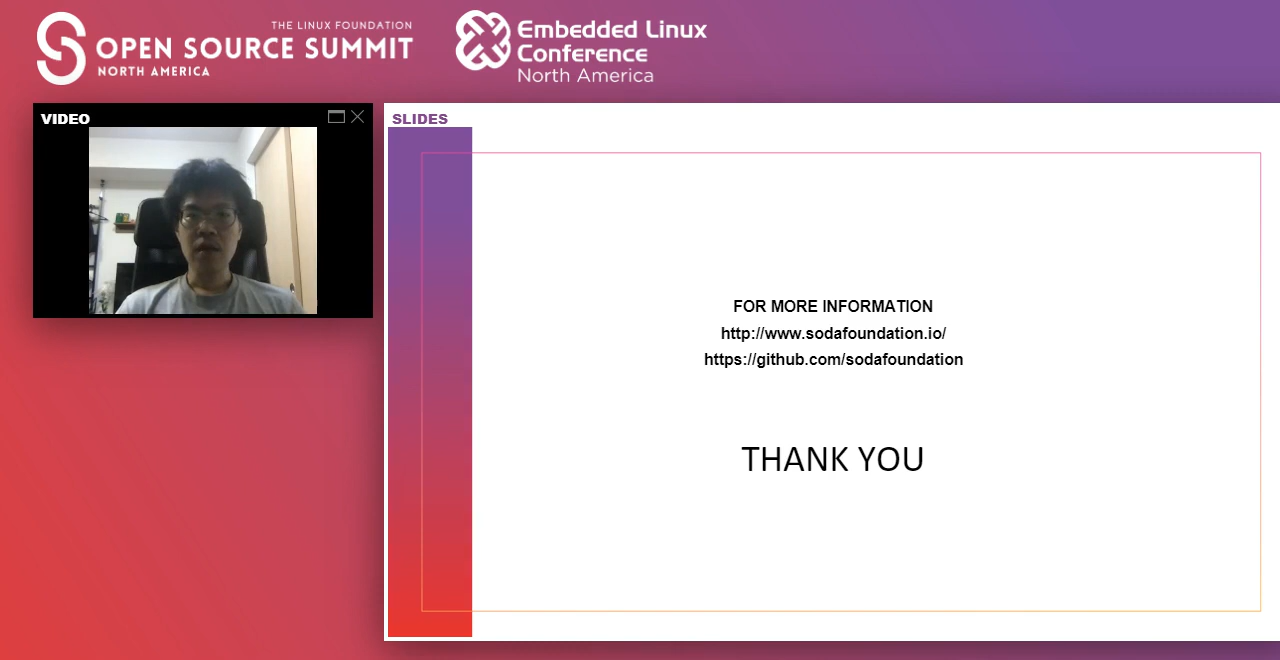 THE LINUX FOUNDATION
OPEN SOURCE SUMMIT
NORTH AMERICA
Embedded Linux
Conference
North America
VIDEO
SLIDES
FOR MORE INFORMATION
http://www.sodafoundation.io/
https://github.com/sodafoundation
THANK YOU